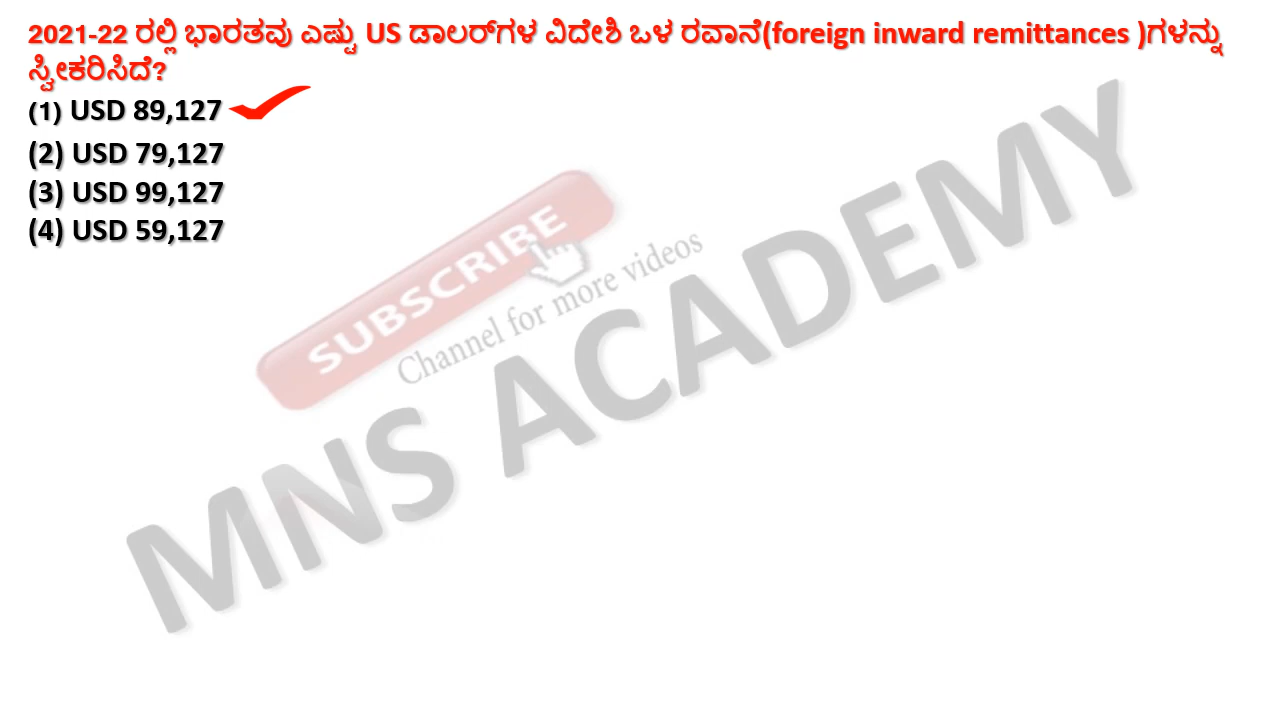 2021-22 ರಲ್ಲಿ ಭಾರತವು ಎಷ್ಟು US ಡಾಲರ್‌ಗಳ ವಿದೇಶಿ ಒಳ ರವಾನೆ(foreign inward remittances )ಗಳನ್ನು
ಸ್ವೀಕರಿಸಿದೆ?
(1) USD 89,127
(2) USD 79,127
(3) USD 99,127
(4) USD 59,127
SUBSCRIBE
Channel for more videos
MNS ACADEMY